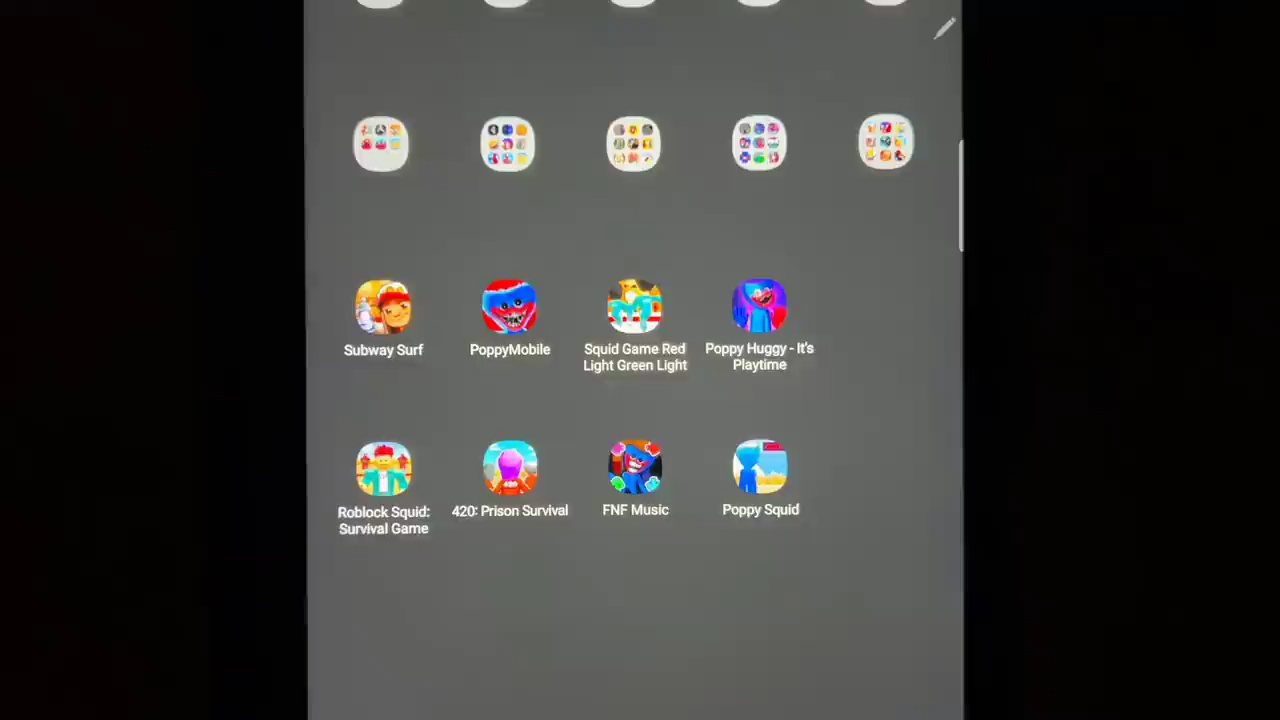 Subway Surf
PoppyMobile
Squid Game Red
Light Green Light
Poppy Huggy - It's
Playtime
Roblock Squid:
Survival Game
420: Prison Survival
FNF Music
Poppy Squid